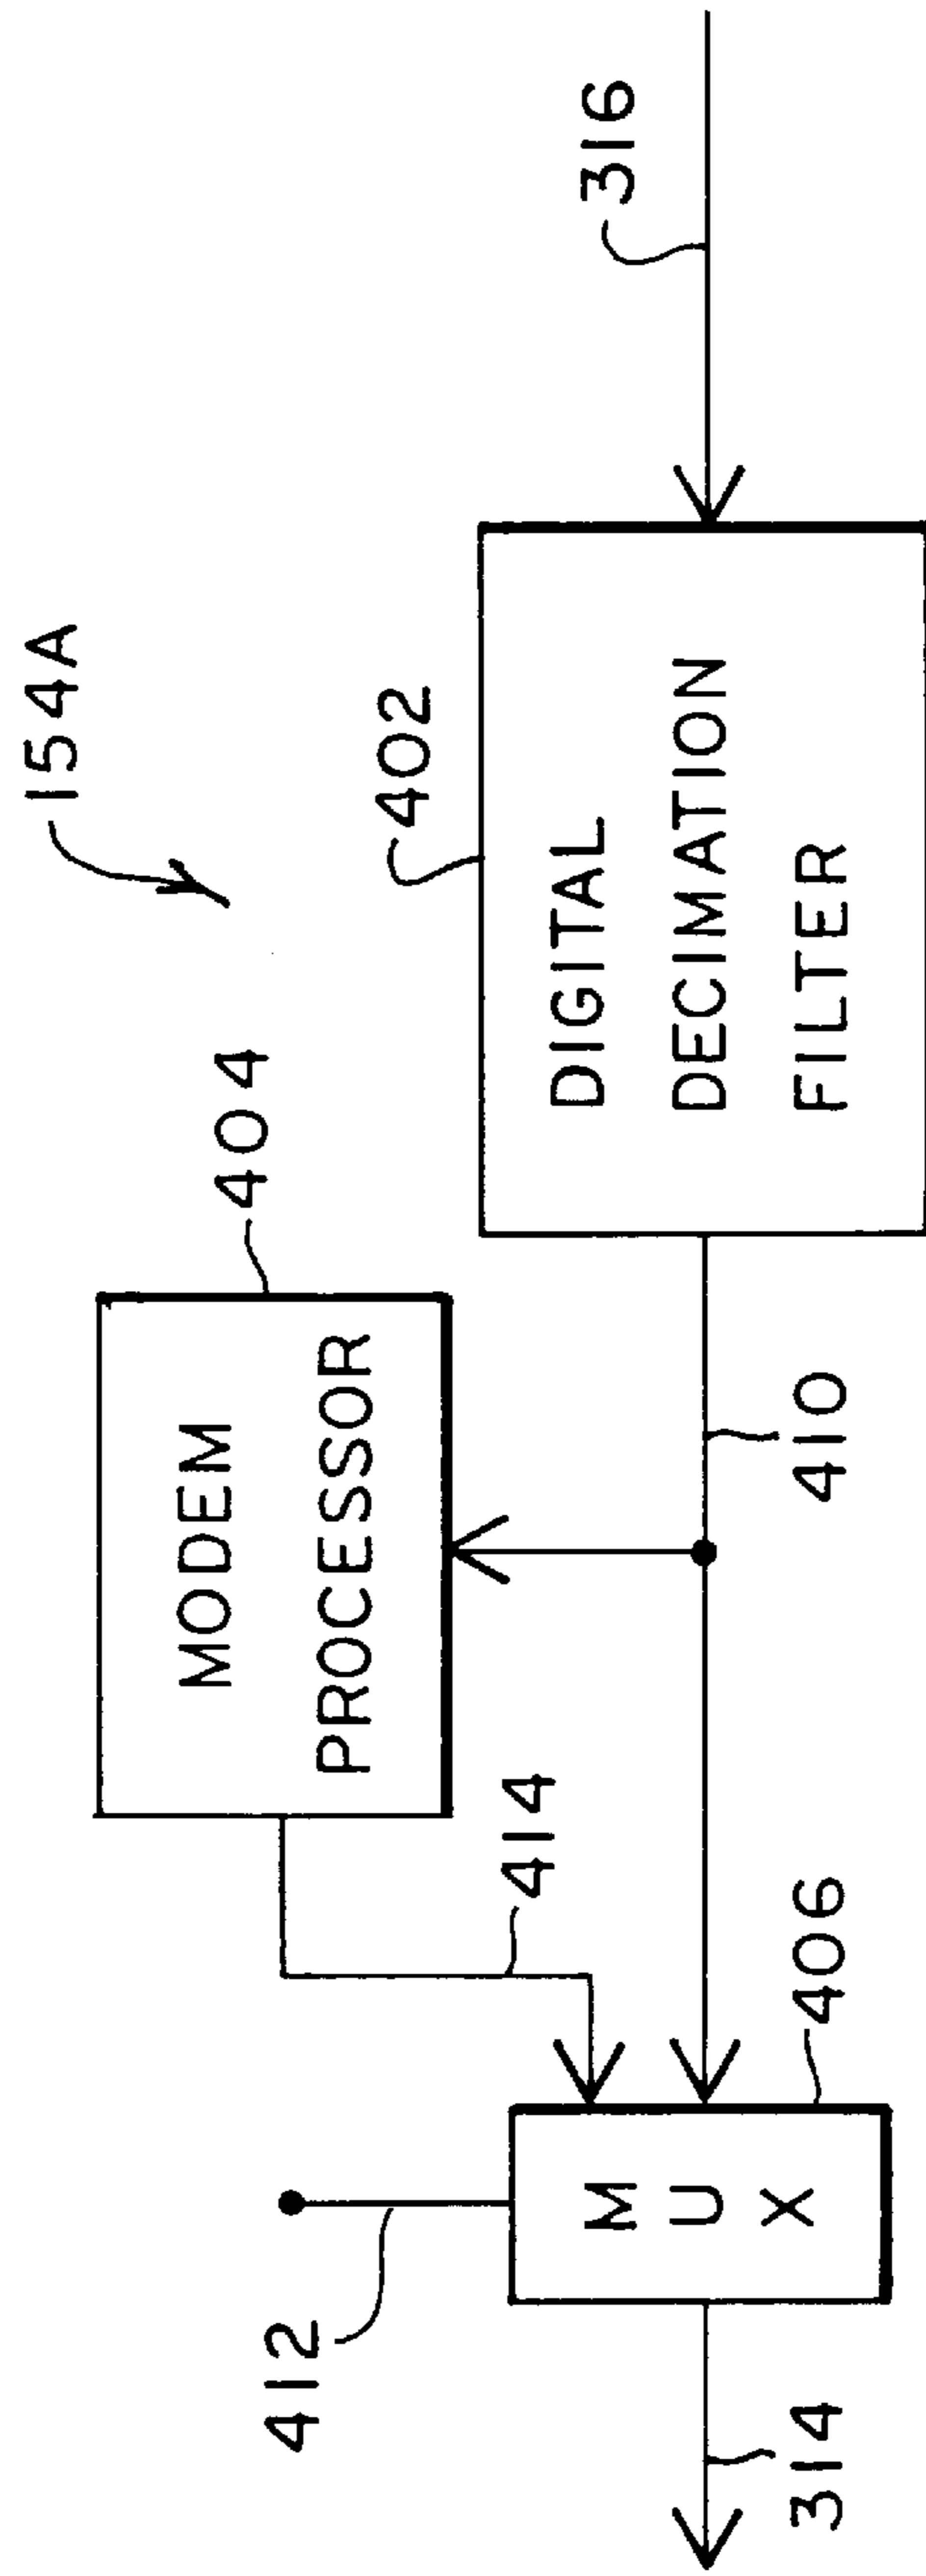 154A
404
402
MODEM
PROCESSOR
DIGITAL
DECIMATION
FILTER
316
412
414
410
MUX
406
314